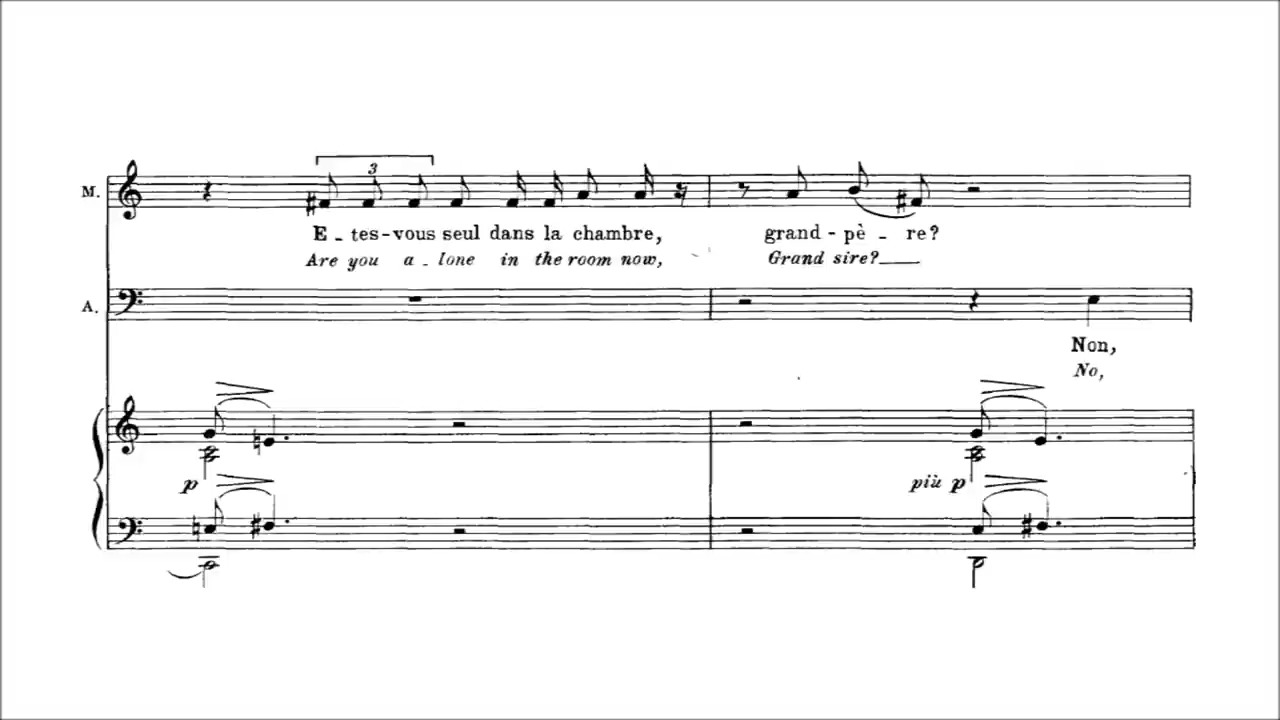 3
M.
E - tes-vous seul dans la chambre, grand - pè - re?
Are you a - lone in the room now, Grand sire?
A.
Non,
No,
p
più p